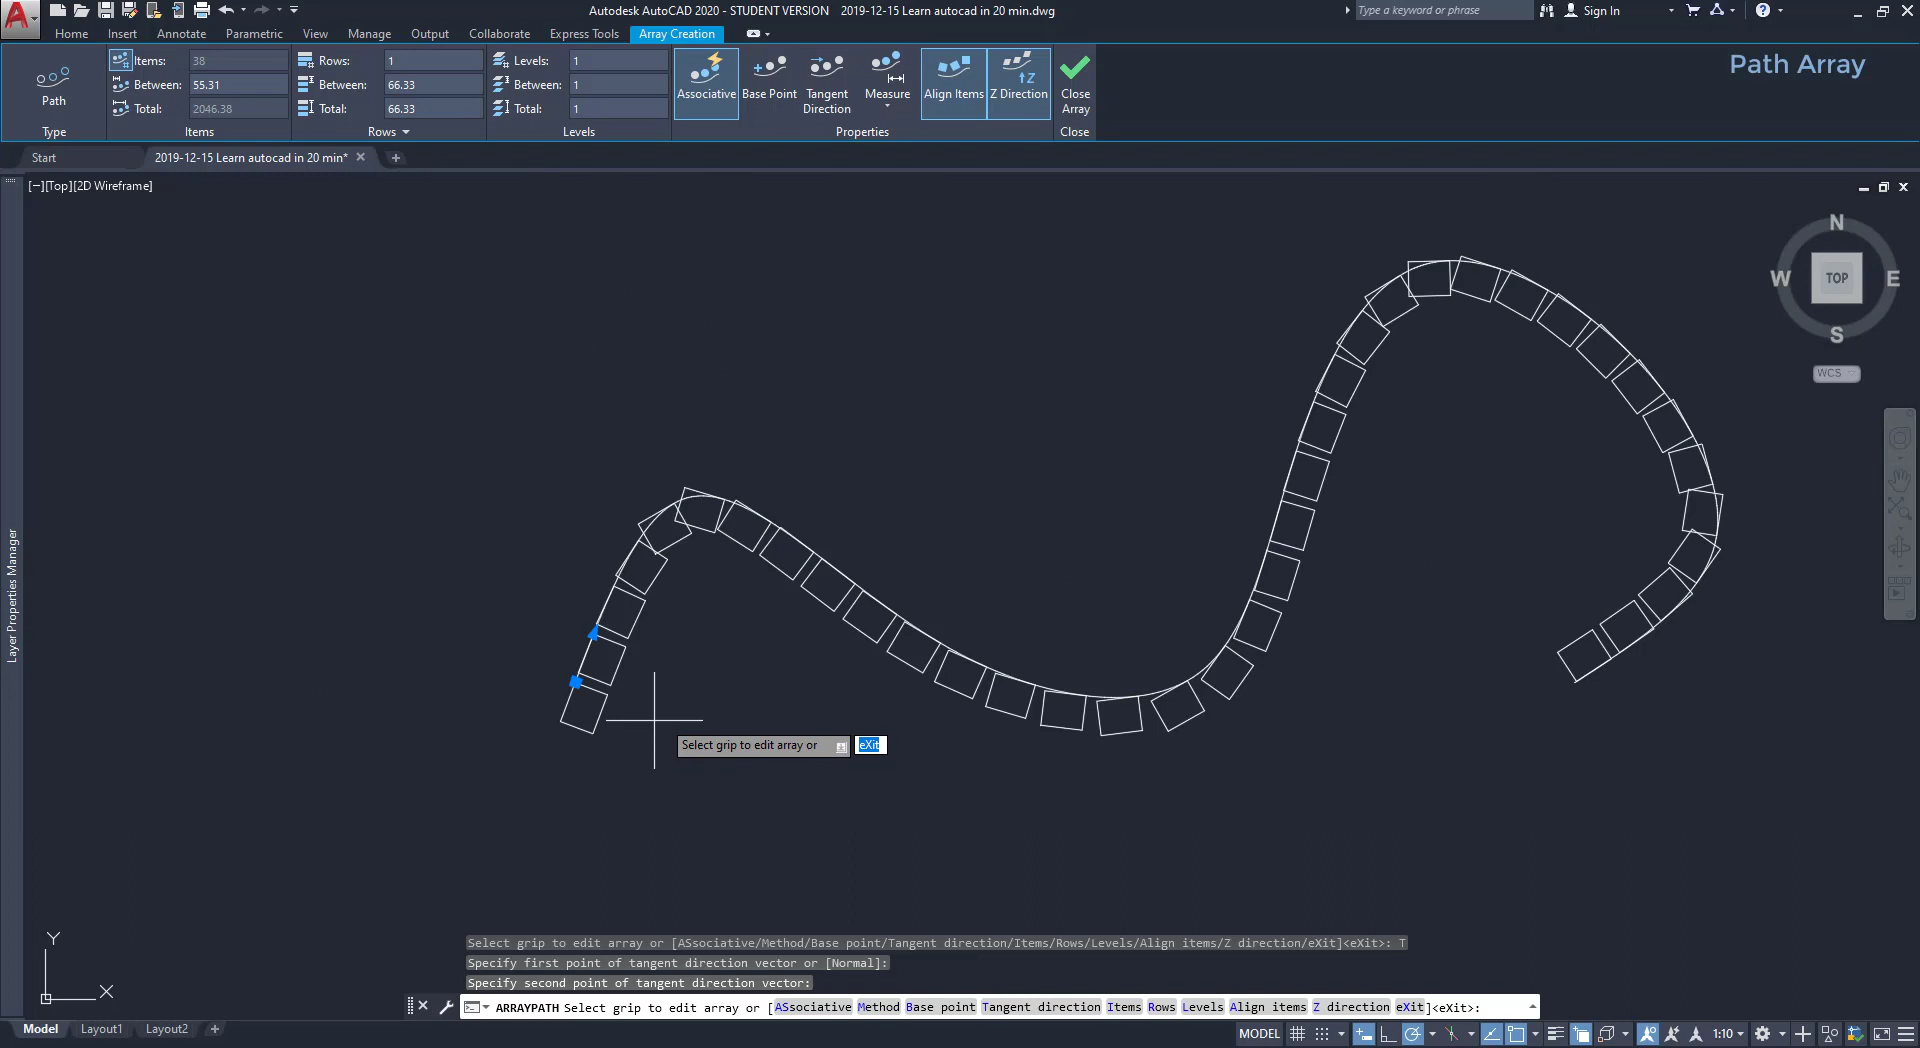 Autodesk AutoCAD 2020 - STUDENT VERSION 2019-12-15 Learn autocad in 20 min.dwg
Type a keyword or phrase
Sign In
Home Insert Annotate Parametric View Manage Output Collaborate Express Tools Array Creation
Path
Type
Items: 38
Between: 55.31
Total: 2046.38
Items
Rows: 1
Between: 66.33
Total: 66.33
Rows
Levels: 1
Between: 1
Total: 1
Levels
Associative
Base Point
Tangent
Direction
Measure
Align Items
Z
Z Direction
Properties
Close
Array
Close
Path Array
Start
2019-12-15 Learn autocad in 20 min*
[−][Top][2D Wireframe]
N
W TOP E
S
WCS
Layer Properties Manager
Select grip to edit array or eXit
Y
X
Select grip to edit array or [ASsociative/Method/Base point/Tangent direction/Items/Rows/Levels/Align items/Z direction/eXit]<eXit>: T
Specify first point of tangent direction vector or [Normal]:
Specify second point of tangent direction vector:
ARRAYPATH Select grip to edit array or [ASsociative Method Base point Tangent direction Items Rows Levels Align items Z direction eXit]<eXit>:
Model Layout1 Layout2
MODEL
1:10